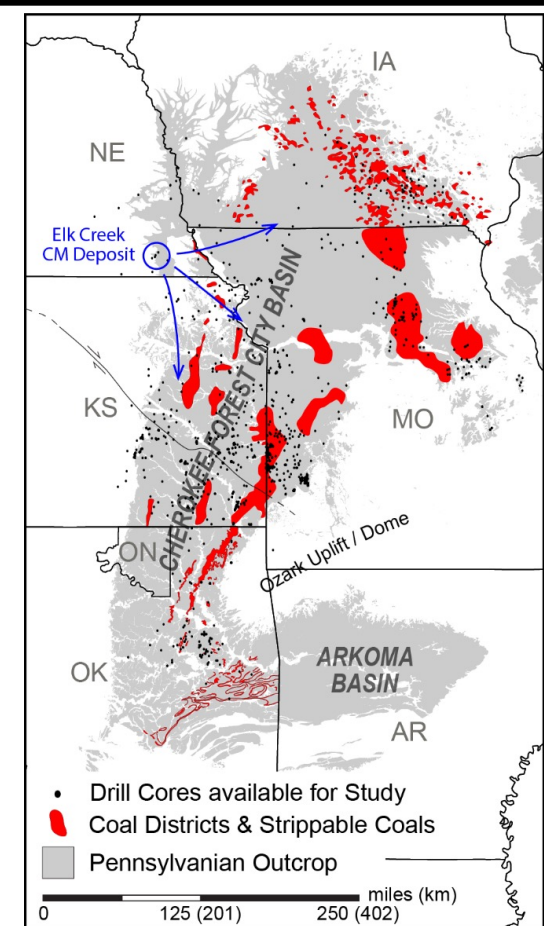 IA
NE
Elk Creek
CM Deposit
CHEROKEE-FOREST CITY BASIN
KS
MO
ON
Ozark Uplift / Dome
OK
ARKOMA
BASIN
AR
Drill Cores available for Study
Coal Districts & Strippable Coals
Pennsylvanian Outcrop
miles (km)
0 125 (201) 250 (402)